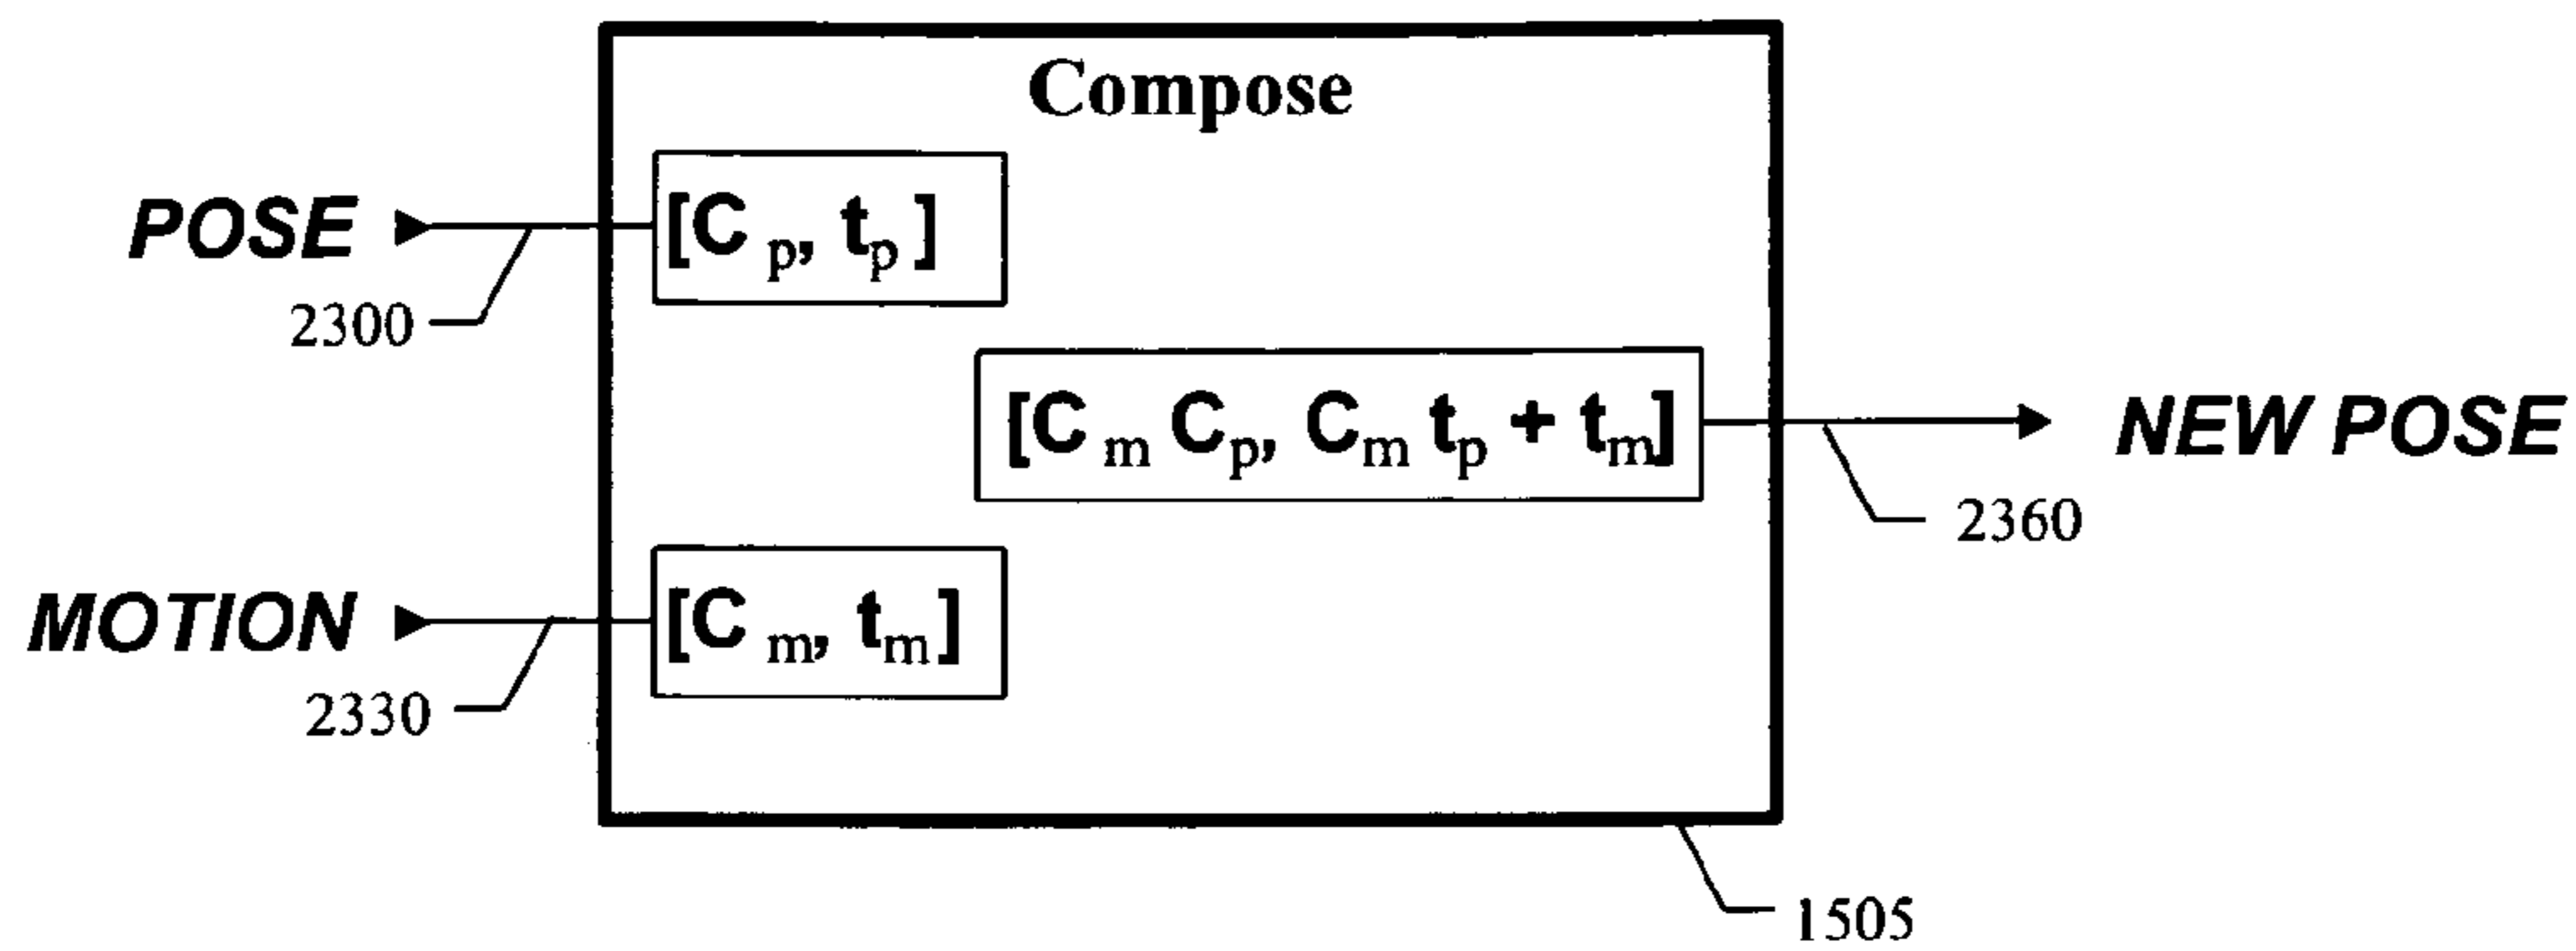 Compose
POSE [C p, tp ]
2300
[C m Cp, Cm tp + tm] NEW POSE
2360
MOTION [C m, tm]
2330
1505